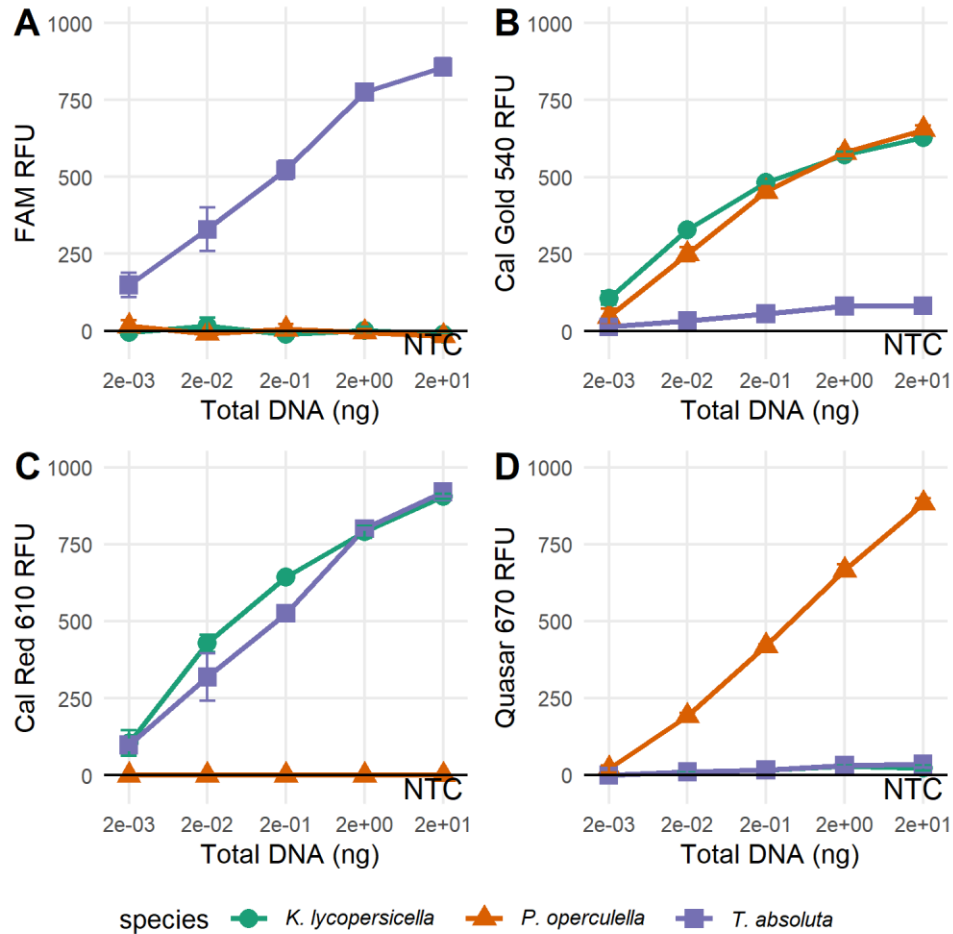 A
1000
750
500
250
0
FAM RFU
NTC
2e-03 2e-02 2e-01 2e+00 2e+01
Total DNA (ng)
B
1000
750
500
250
0
Cal Gold 540 RFU
NTC
2e-03 2e-02 2e-01 2e+00 2e+01
Total DNA (ng)
C
1000
750
500
250
0
Cal Red 610 RFU
NTC
2e-03 2e-02 2e-01 2e+00 2e+01
Total DNA (ng)
D
1000
750
500
250
0
Quasar 670 RFU
NTC
2e-03 2e-02 2e-01 2e+00 2e+01
Total DNA (ng)
species K. lycopersicella P. operculella T. absoluta